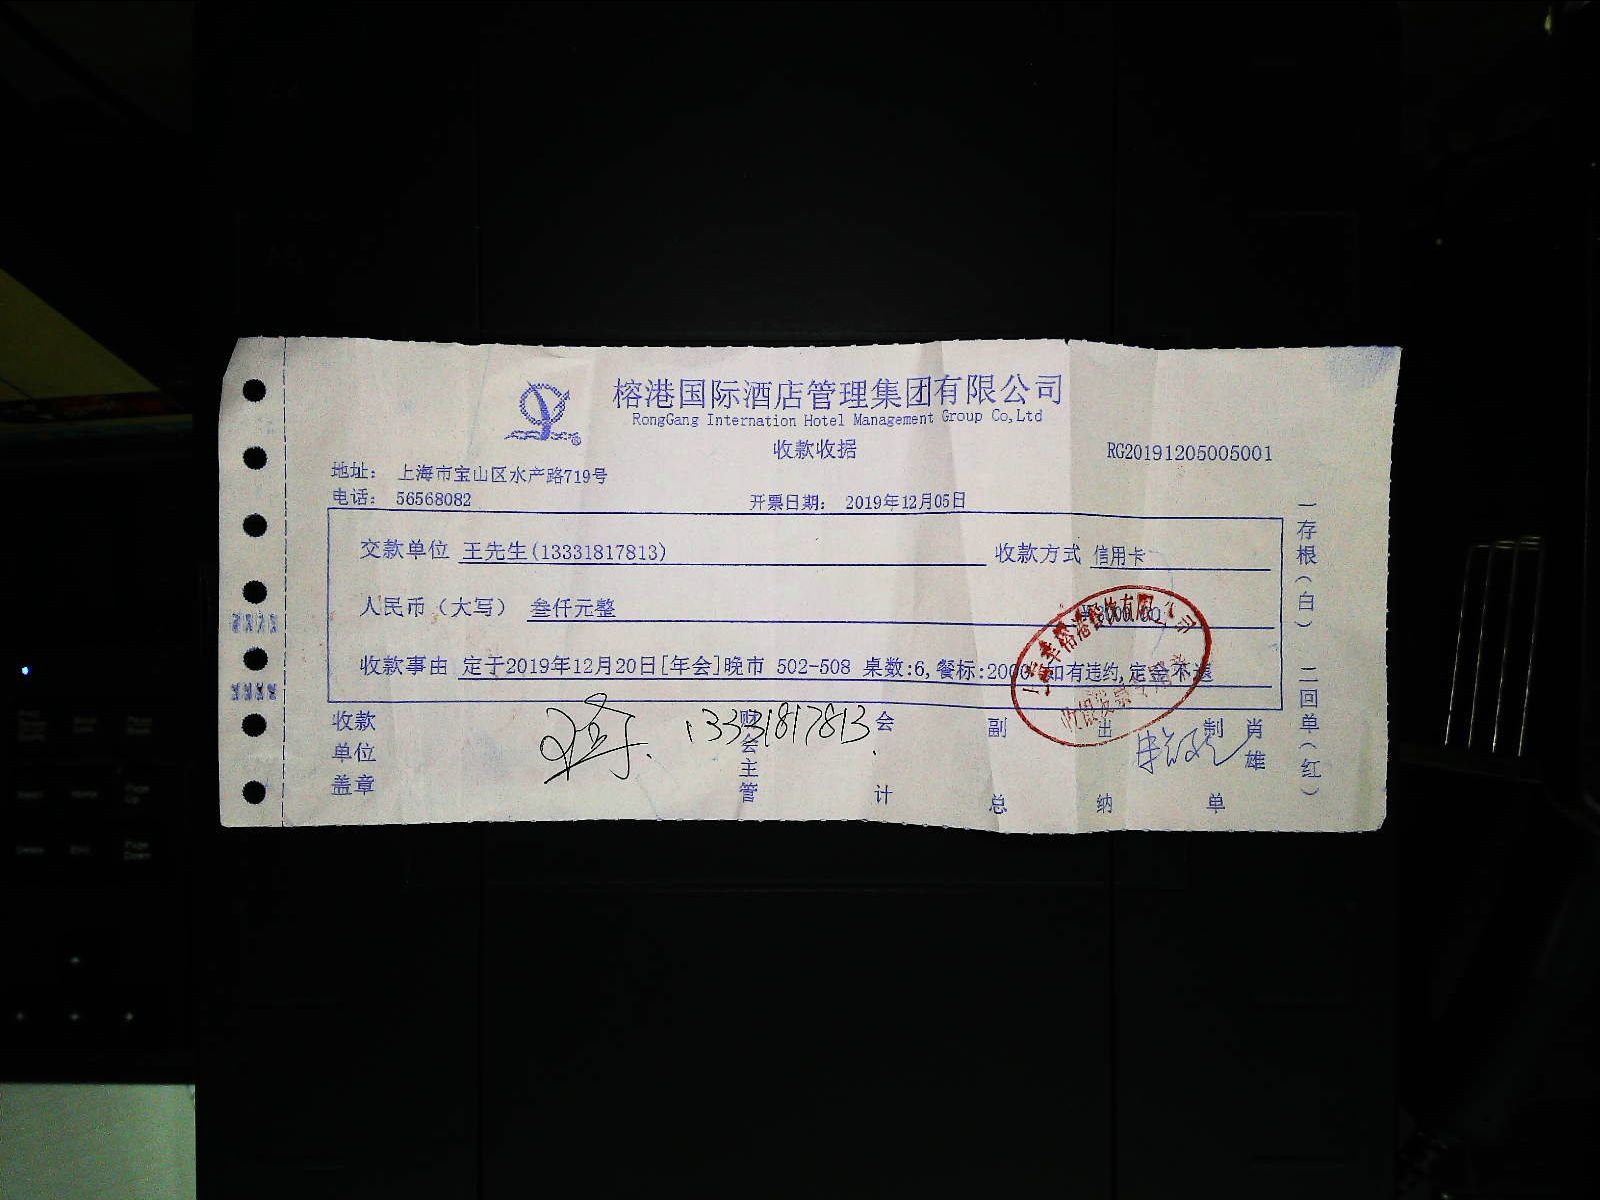 榕港国际酒店管理集团有限公司
RongGang Internation Hotel Management Group Co,Ltd
收款收据
RG20191205005001
地址： 上海市宝山区水产路719号
电话： 56568082
开票日期： 2019年12月05日
交款单位 王先生(13331817813)
收款方式 信用卡
人民币（大写） 叁仟元整
收款事由 定于2019年12月20日[年会]晚市 502-508 桌数:6,餐标:2000,如有违约,定金不退
收款单位盖章
13331817813
财会主管
会计
副总
出纳
制单
肖雄
一存根（白） 二回单（红）